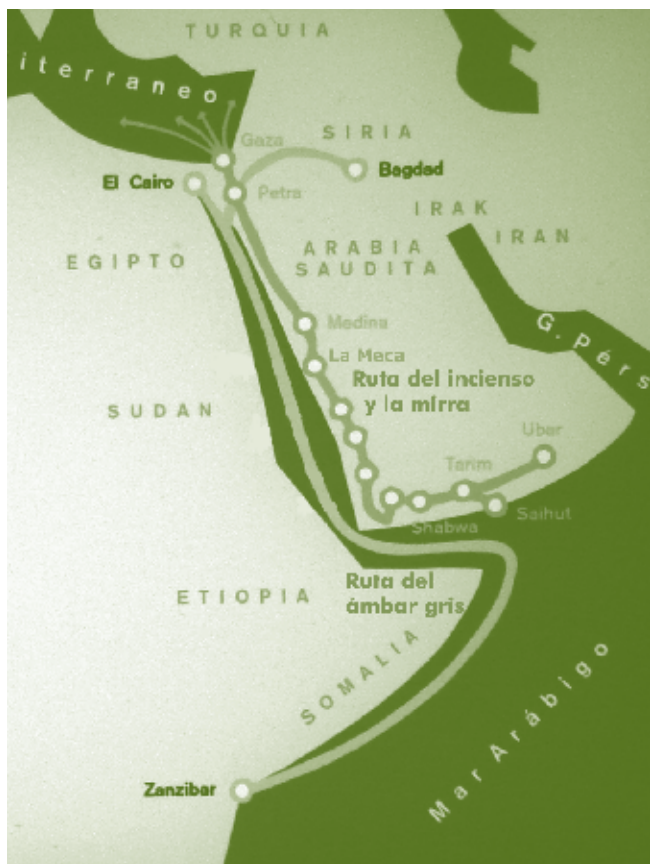 TURQUIA
iterraneo
Gaza
SIRIA
El Cairo
Bagdad
Petra
IRAK
IRAN
ARABIA
SAUDITA
EGIPTO
G. Pérs
Medina
La Meca
Ruta del incienso
y la mirra
SUDAN
Ubar
Tarim
Saihut
Shabwa
Ruta del
ámbar gris
ETIOPIA
SOMALIA
Mar Arábigo
Zanzibar